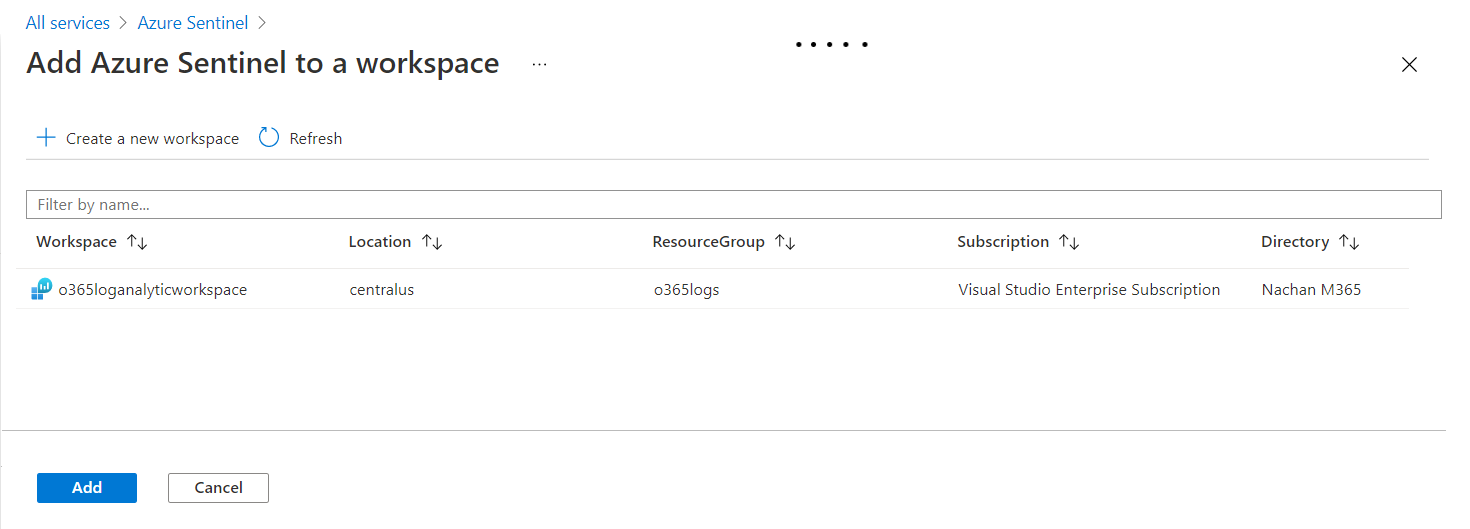 All services > Azure Sentinel >
Add Azure Sentinel to a workspace ...
Create a new workspace Refresh
Filter by name...
Workspace ↑↓ Location ↑↓ ResourceGroup ↑↓ Subscription ↑↓ Directory ↑↓
o365loganalyticworkspace centralus o365logs Visual Studio Enterprise Subscription Nachan M365
Add Cancel